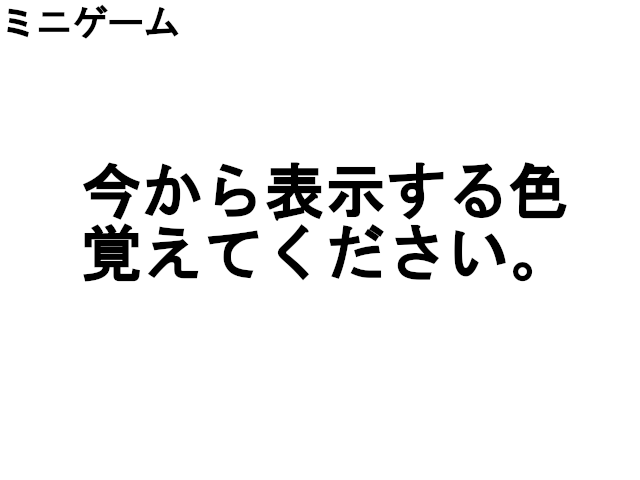 ミニゲーム
今から表示する色
覚えてください。